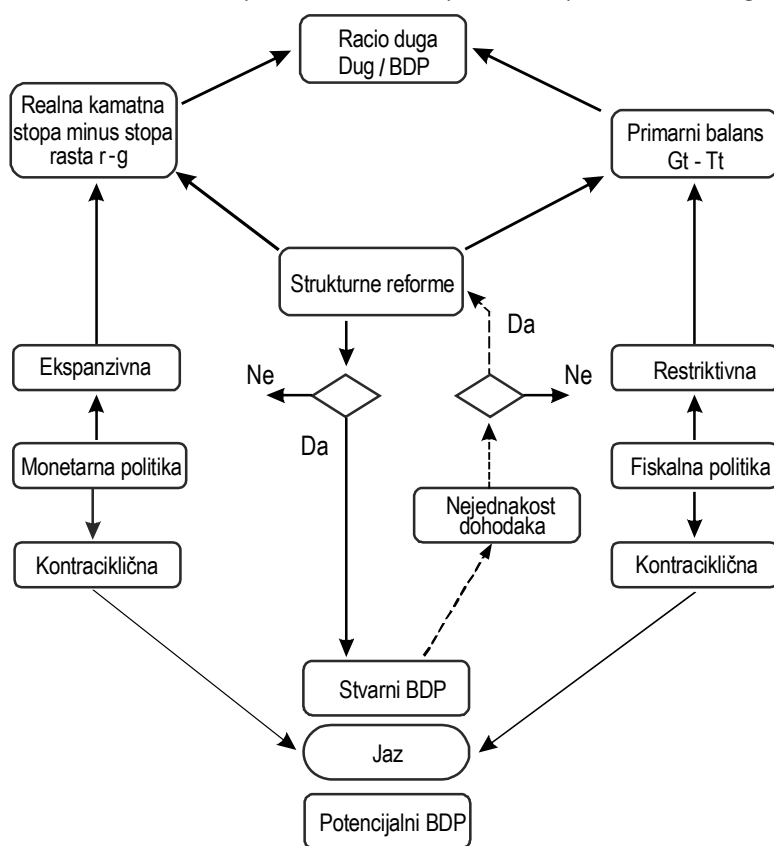 Racio duga
Dug / BDP
Realna kamatna
stopa minus stopa
rasta r - g
Primarni balans
Gt - Tt
Strukturne reforme
Da
Ekspanzivna
Ne
Ne
Restriktivna
Da
Monetarna politika
Fiskalna politika
Nejednakost
dohodaka
Kontraciklična
Kontraciklična
Stvarni BDP
Jaz
Potencijalni BDP